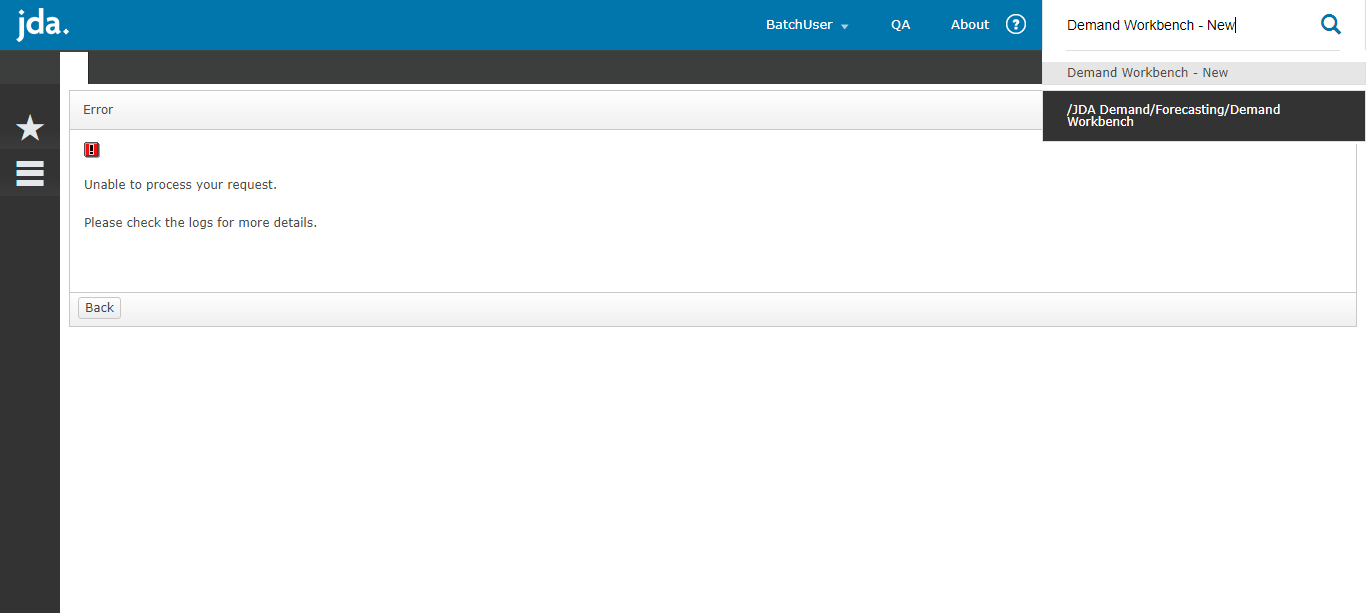 jda.
BatchUser
QA
About
?
Demand Workbench - New
Demand Workbench - New
/JDA Demand/Forecasting/Demand
Workbench
Error
Unable to process your request.
Please check the logs for more details.
Back